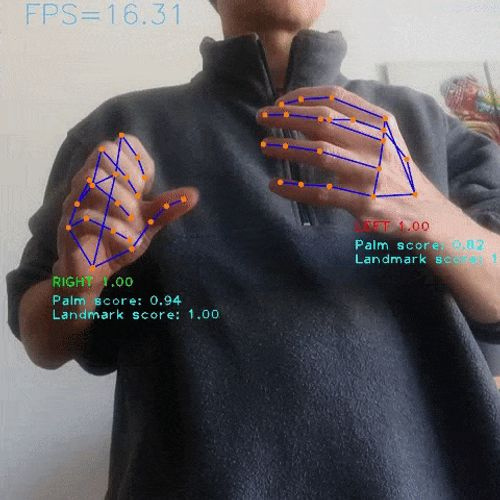 FPS=16.31
LEFT 1.00
Palm score: 0.82
Landmark score: 1
RIGHT 1.00
Palm score: 0.94
Landmark score: 1.00